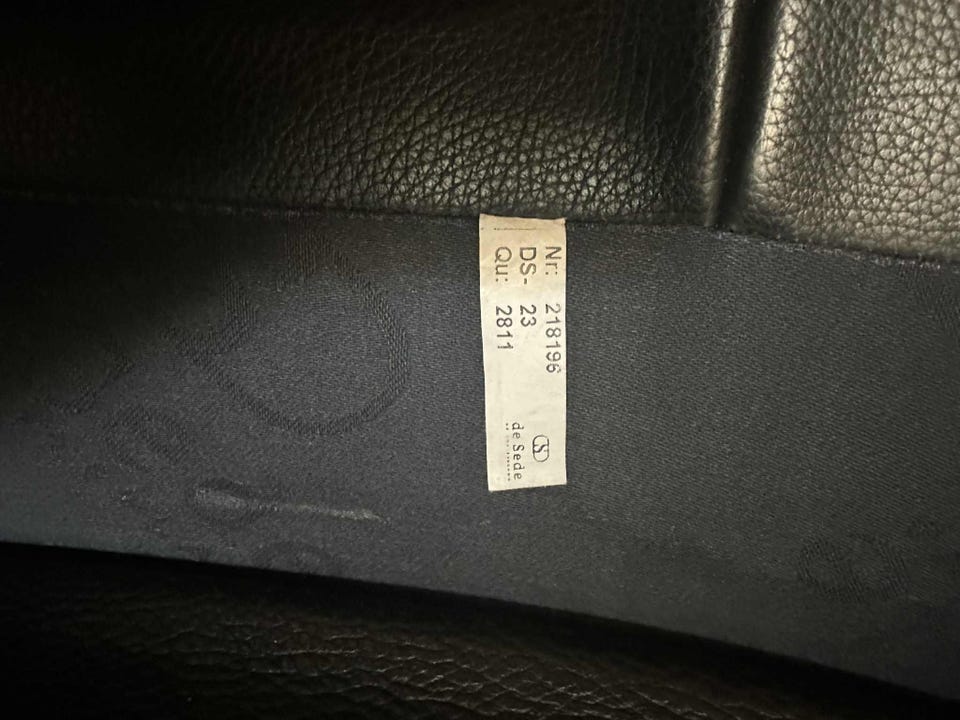 Nr: 218196
DS- 23
Qu: 2811
de Sede